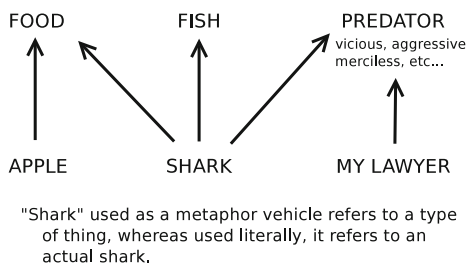 FOOD FISH PREDATOR
vicious, aggressive
merciless, etc...
APPLE SHARK MY LAWYER
"Shark" used as a metaphor vehicle refers to a type
of thing, whereas used literally, it refers to an
actual shark.